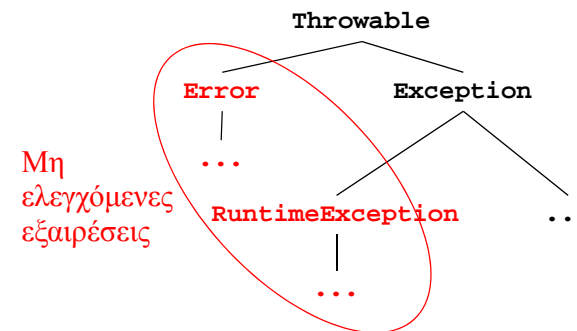 Throwable
Error Exception
...
Μη
ελεγχόμενες
εξαιρέσεις
RuntimeException ..
...